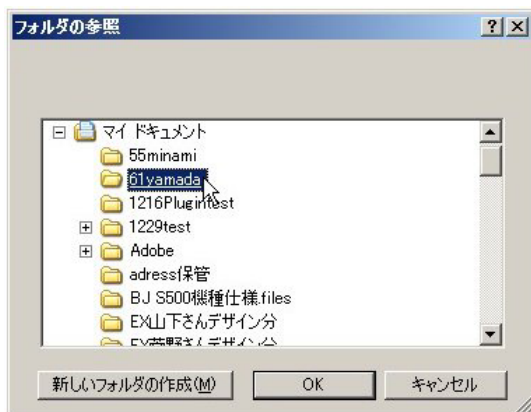 フォルダの参照
マイ ドキュメント
55minami
61yamada
1216Plugintest
1229test
Adobe
adress保管
BJ S500機種仕様.files
EX山下さんデザイン分
新しいフォルダの作成(M)
OK
キャンセル